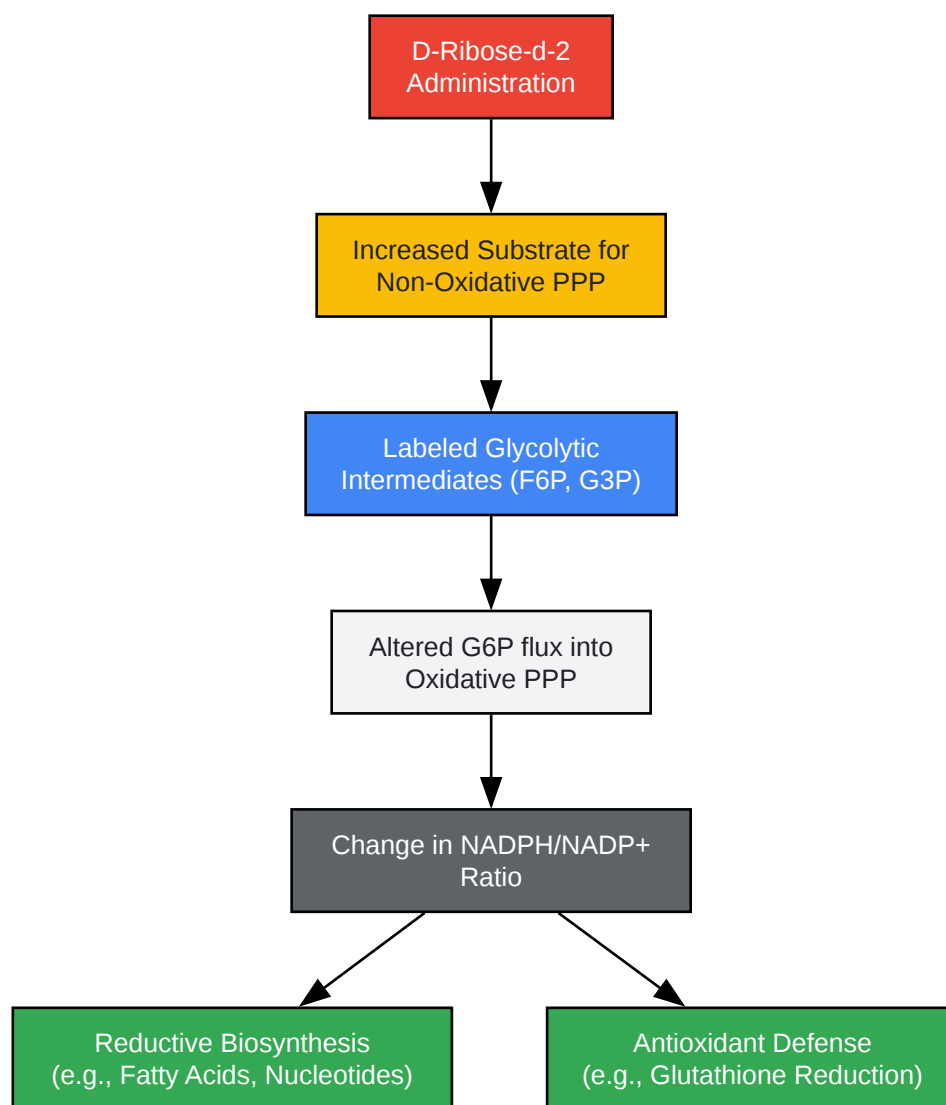 D-Ribose-d-2
Administration
Increased Substrate for
Non-Oxidative PPP
Labeled Glycolytic
Intermediates (F6P, G3P)
Altered G6P flux into
Oxidative PPP
Change in NADPH/NADP+
Ratio
Reductive Biosynthesis
(e.g., Fatty Acids, Nucleotides)
Antioxidant Defense
(e.g., Glutathione Reduction)